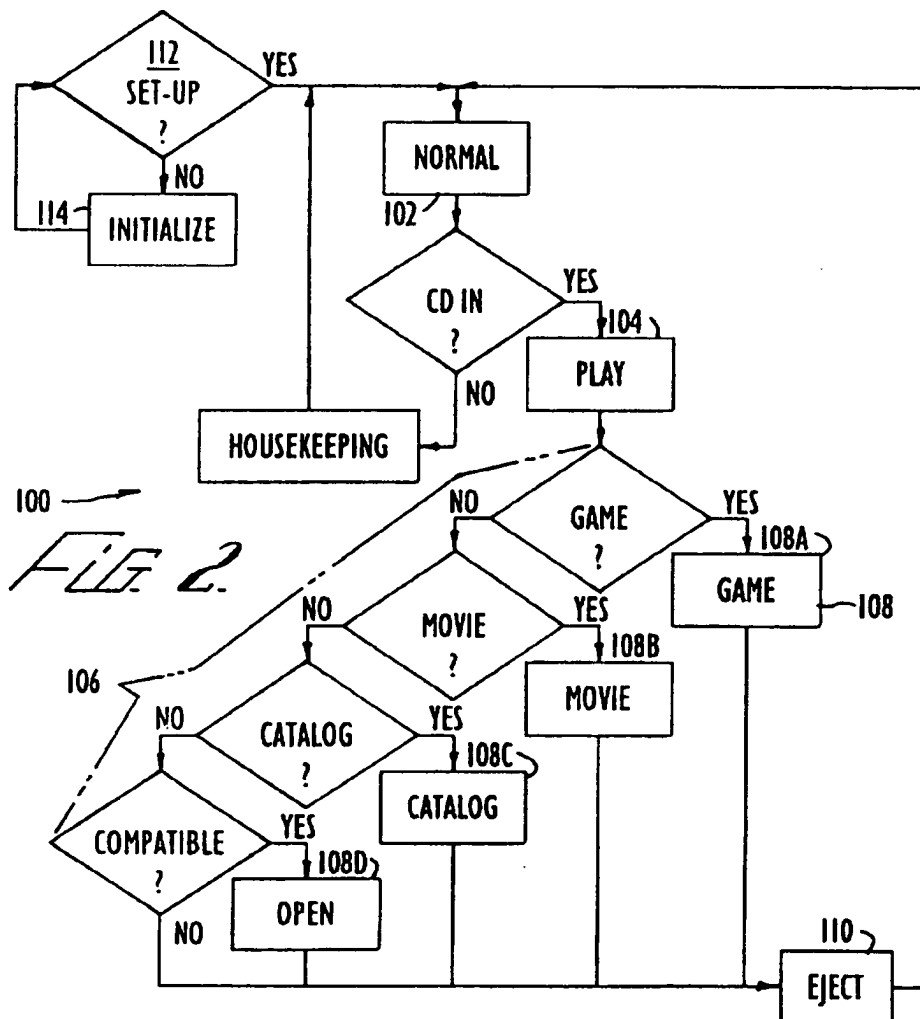 112
SET-UP
?
YES
NO
114
INITIALIZE
NORMAL
102
CD IN
?
YES
NO
104
PLAY
HOUSEKEEPING
100
FIG. 2
GAME
?
NO
YES
108A
GAME
108
MOVIE
?
NO
YES
108B
MOVIE
106
CATALOG
?
NO
YES
108C
CATALOG
COMPATIBLE
?
YES
NO
108D
OPEN
110
EJECT